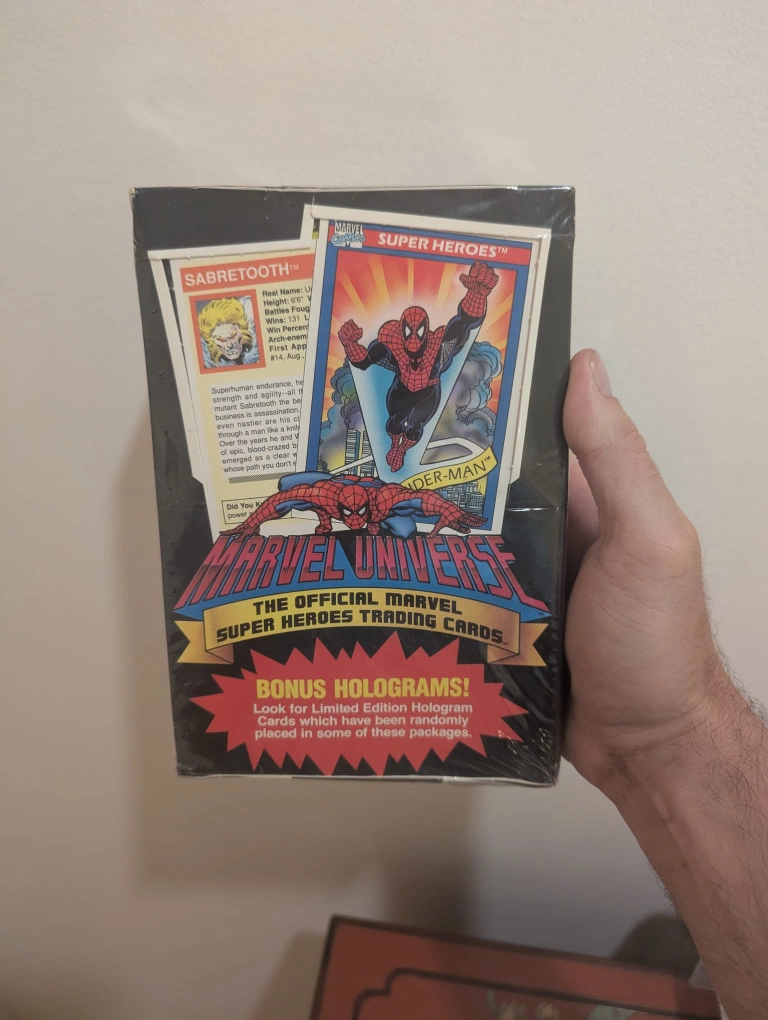 MARVEL
COMICS
SUPER HEROES™
SABRETOOTH™
Real Name:
Height: 6'6"
Battles
Wins: 131
Win
Arch-enem
First App
#14, Aug.,
Superhuman endurance,
strength and agility--all
mutant Sabretooth the
business is assassination.
even nastier are his
through a man like a
Over the years he and
of epic, blood-crazed
emerged as a clear
whose path you don't
Did You
power
DER-MAN™
MARVEL UNIVERSE
THE OFFICIAL MARVEL
SUPER HEROES TRADING CARDS™
BONUS HOLOGRAMS!
Look for Limited Edition Hologram
Cards which have been randomly
placed in some of these packages.